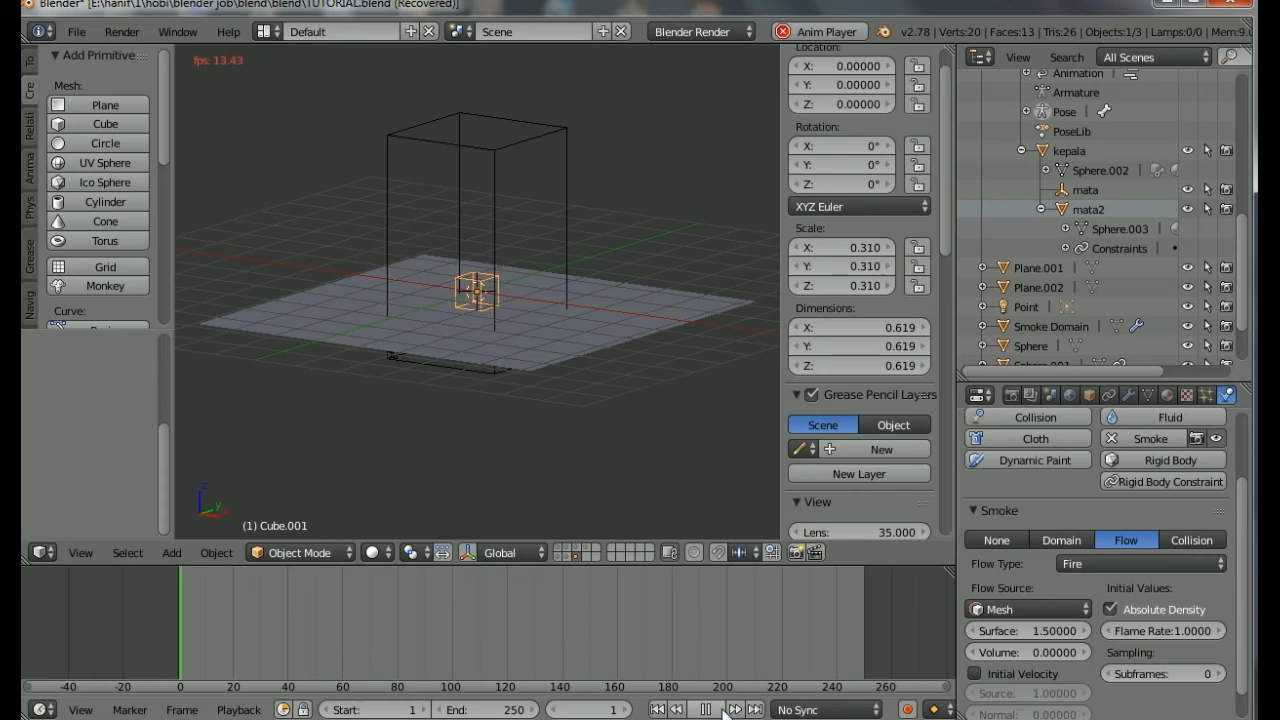 Blender* [E:\hanif\1\hobi\blender job\blend\blend\TUTORIAL.blend (Recovered)]
File Render Window Help Default Scene Blender Render Anim Player v2.78 | Verts:20 | Faces:13 | Tris:26 | Objects:1/3 | Lamps:0/0 | Mem:9.
Add Primitive
Mesh:
Plane
Cube
Circle
UV Sphere
Ico Sphere
Cylinder
Cone
Torus
Grid
Monkey
Curve:
To
Cre
Relati
Anima
Phys
Grease
Navig
fps: 13.43
(1) Cube.001
Location:
X: 0.00000
Y: 0.00000
Z: 0.00000
Rotation:
X: 0°
Y: 0°
Z: 0°
XYZ Euler
Scale:
X: 0.310
Y: 0.310
Z: 0.310
Dimensions:
X: 0.619
Y: 0.619
Z: 0.619
Grease Pencil Layers
Scene Object
New
New Layer
View
Lens: 35.000
View Search All Scenes
Animation
Armature
Pose
PoseLib
kepala
Sphere.002
mata
mata2
Sphere.003
Constraints
Plane.001
Plane.002
Point
Smoke Domain
Sphere
Collision Fluid
Cloth Smoke
Dynamic Paint Rigid Body
Rigid Body Constraint
Smoke
None Domain Flow Collision
Flow Type: Fire
Flow Source: Initial Values:
Mesh Absolute Density
Surface: 1.50000 Flame Rate:1.0000
Volume: 0.00000 Sampling:
Initial Velocity Subframes: 0
Source: 1.00000
Normal: 0.00000
View Select Add Object Object Mode Global
-40 -20 0 20 40 60 80 100 120 140 160 180 200 220 240 260
View Marker Frame Playback Start: 1 End: 250 1 No Sync